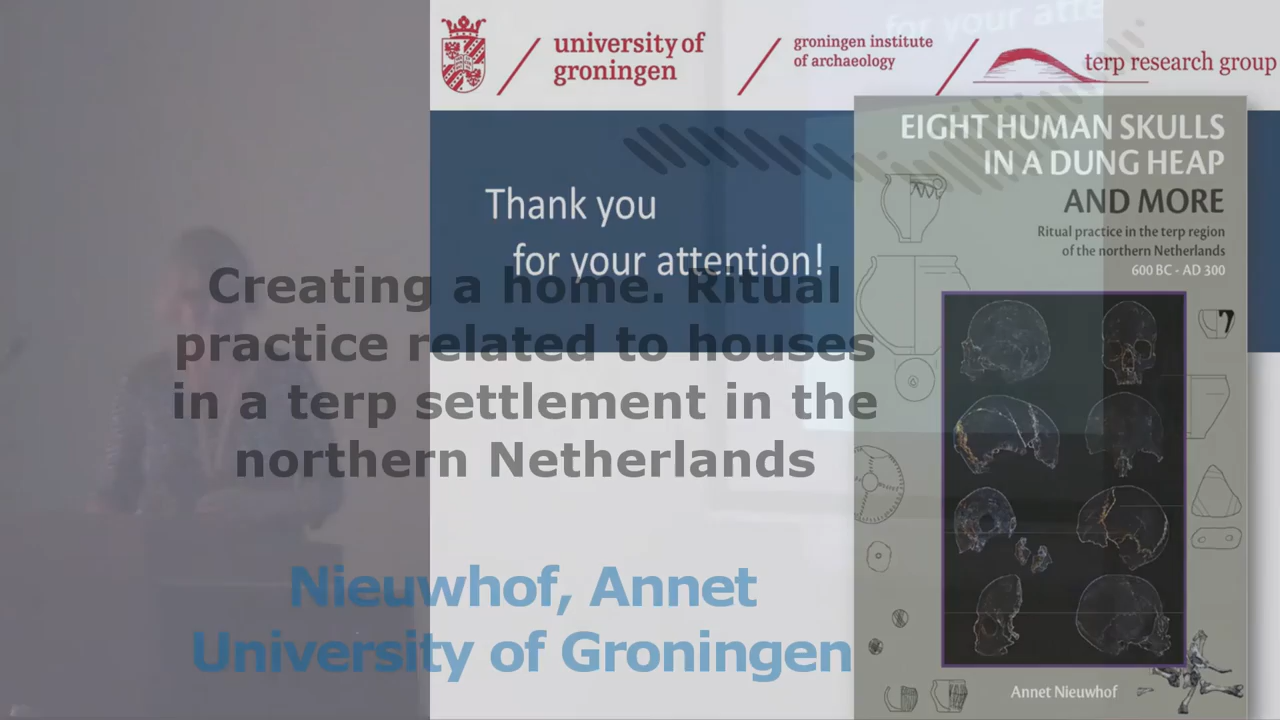 for your atte
university of
groningen
groningen institute
of archaeology
terp research group
EIGHT HUMAN SKULLS
IN A DUNG HEAP
AND MORE
Ritual practice in the terp region
of the northern Netherlands
600 BC - AD 300
Thank you
for your attention!
Creating a home. Ritual
practice related to houses
in a terp settlement in the
northern Netherlands
Nieuwhof, Annet
University of Groningen
Annet Nieuwhof